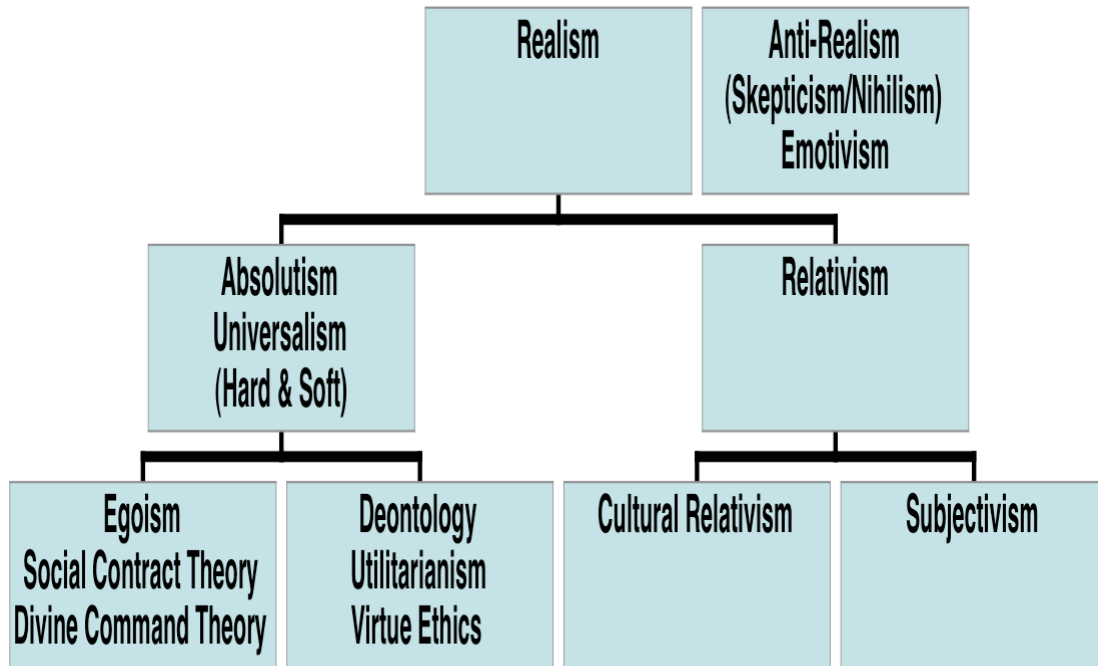 Realism
Anti-Realism
(Skepticism/Nihilism)
Emotivism
Absolutism
Universalism
(Hard & Soft)
Relativism
Egoism
Social Contract Theory
Divine Command Theory
Deontology
Utilitarianism
Virtue Ethics
Cultural Relativism
Subjectivism